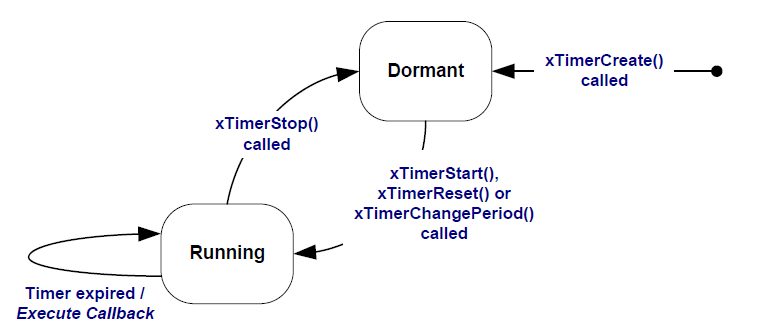 Dormant
xTimerCreate()
called
xTimerStop()
called
xTimerStart(),
xTimerReset() or
xTimerChangePeriod()
called
Running
Timer expired /
Execute Callback